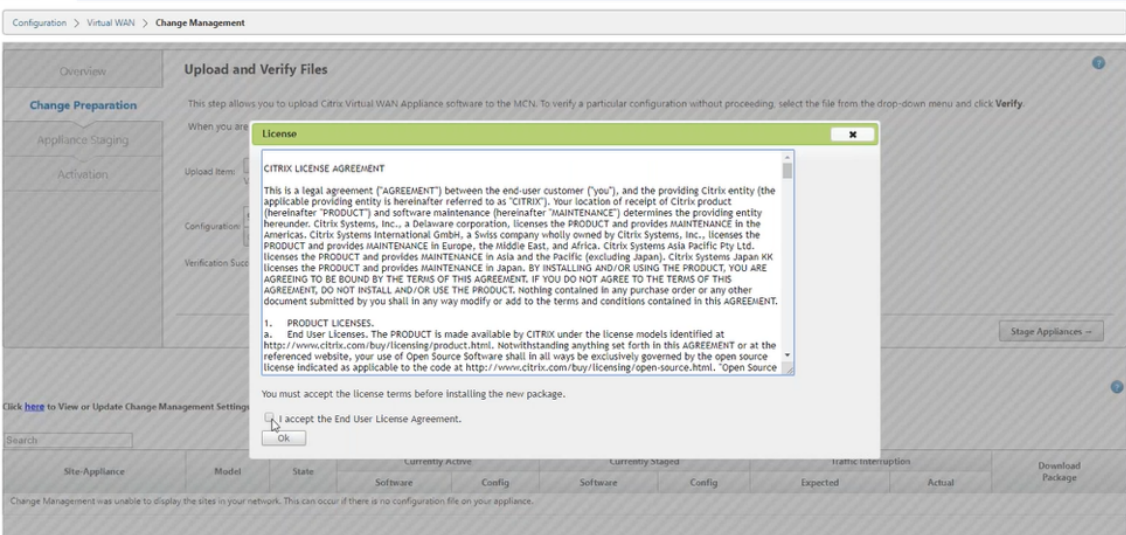 Configuration > Virtual WAN > Change Management
Overview
Change Preparation
Appliance Staging
Activation
Upload and Verify Files
This step allows you to upload Citrix Virtual WAN Appliance software to the MCN. To verify a particular configuration without proceeding, select the file from the drop-down menu and click Verify.
When you are
Upload Item:
Configuration:
Verification Succ
License
CITRIX LICENSE AGREEMENT
This is a legal agreement ("AGREEMENT") between the end-user customer ("you"), and the providing Citrix entity (the
applicable providing entity is hereinafter referred to as "CITRIX"). Your location of receipt of Citrix product
(hereinafter "PRODUCT") and software maintenance (hereinafter "MAINTENANCE") determines the providing entity
hereunder. Citrix Systems, Inc., a Delaware corporation, licenses the PRODUCT and provides MAINTENANCE in the
Americas. Citrix Systems International GmbH, a Swiss company wholly owned by Citrix Systems, Inc., licenses the
PRODUCT and provides MAINTENANCE in Europe, the Middle East, and Africa. Citrix Systems Asia Pacific Pty Ltd.
licenses the PRODUCT and provides MAINTENANCE in Asia and the Pacific (excluding Japan). Citrix Systems Japan KK
licenses the PRODUCT and provides MAINTENANCE in Japan. BY INSTALLING AND/OR USING THE PRODUCT, YOU ARE
AGREEING TO BE BOUND BY THE TERMS OF THIS AGREEMENT. IF YOU DO NOT AGREE TO THE TERMS OF THIS
AGREEMENT, DO NOT INSTALL AND/OR USE THE PRODUCT. Nothing contained in any purchase order or any other
document submitted by you shall in any way modify or add to the terms and conditions contained in this AGREEMENT.
1. PRODUCT LICENSES.
a. End User Licenses. The PRODUCT is made available by CITRIX under the license models identified at
http://www.citrix.com/buy/licensing/product.html. Notwithstanding anything set forth in this AGREEMENT or at the
referenced website, your use of Open Source Software shall in all ways be exclusively governed by the open source
license indicated as applicable to the code at http://www.citrix.com/buy/licensing/open-source.html. "Open Source
You must accept the license terms before installing the new package.
I accept the End User License Agreement.
Ok
Stage Appliances
Click here to View or Update Change Management Settings
Search:
Site-Appliance Model State Currently Active Currently Staged Traffic Interruption Download Package
Software Config Software Config Expected Actual
Change Management was unable to display the sites in your network. This can occur if there is no configuration file on your appliance.